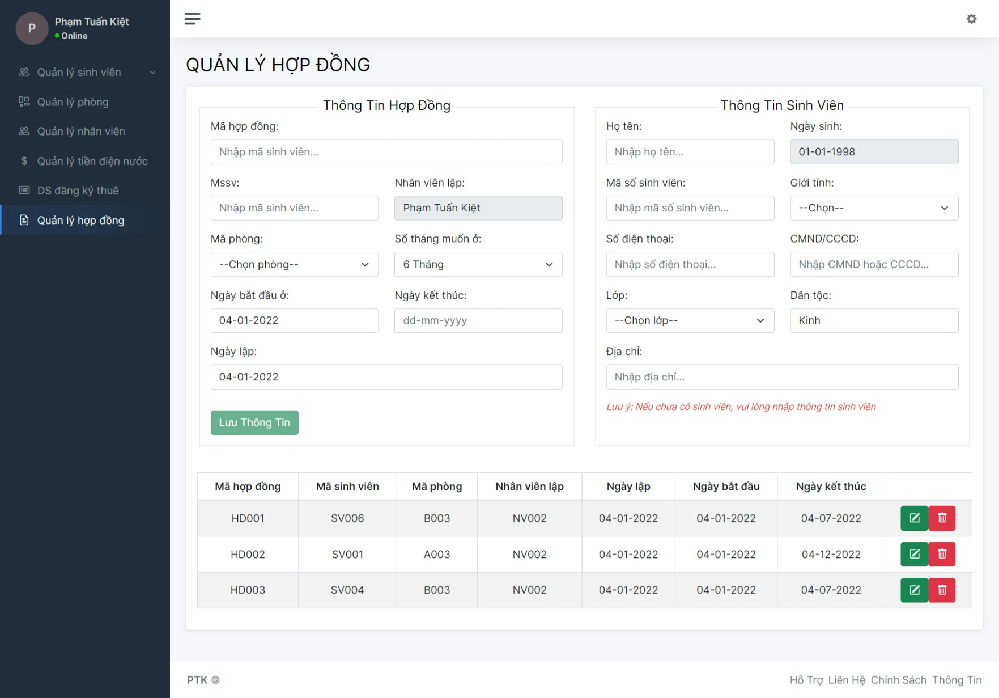 P
Phạm Tuấn Kiệt
Online
Quản lý sinh viên
Quản lý phòng
Quản lý nhân viên
Quản lý tiền điện nước
DS đăng ký thuê
Quản lý hợp đồng
QUẢN LÝ HỢP ĐỒNG
Thông Tin Hợp Đồng
Mã hợp đồng:
Nhập mã sinh viên...
Mssv: Nhân viên lập:
Nhập mã sinh viên... Phạm Tuấn Kiệt
Mã phòng: Số tháng muốn ở:
--Chọn phòng-- 6 Tháng
Ngày bắt đầu ở: Ngày kết thúc:
04-01-2022 dd-mm-yyyy
Ngày lập:
04-01-2022
Lưu Thông Tin
Thông Tin Sinh Viên
Họ tên: Ngày sinh:
Nhập họ tên... 01-01-1998
Mã số sinh viên: Giới tính:
Nhập mã số sinh viên... --Chọn--
Số điện thoại: CMND/CCCD:
Nhập số điện thoại... Nhập CMND hoặc CCCD...
Lớp: Dân tộc:
--Chọn lớp-- Kinh
Địa chỉ:
Nhập địa chỉ...
Lưu ý: Nếu chưa có sinh viên, vui lòng nhập thông tin sinh viên
Mã hợp đồng Mã sinh viên Mã phòng Nhân viên lập Ngày lập Ngày bắt đầu Ngày kết thúc
HD001 SV006 B003 NV002 04-01-2022 04-01-2022 04-07-2022
HD002 SV001 A003 NV002 04-01-2022 04-01-2022 04-12-2022
HD003 SV004 B003 NV002 04-01-2022 04-01-2022 04-07-2022
PTK © Hỗ Trợ Liên Hệ Chính Sách Thông Tin